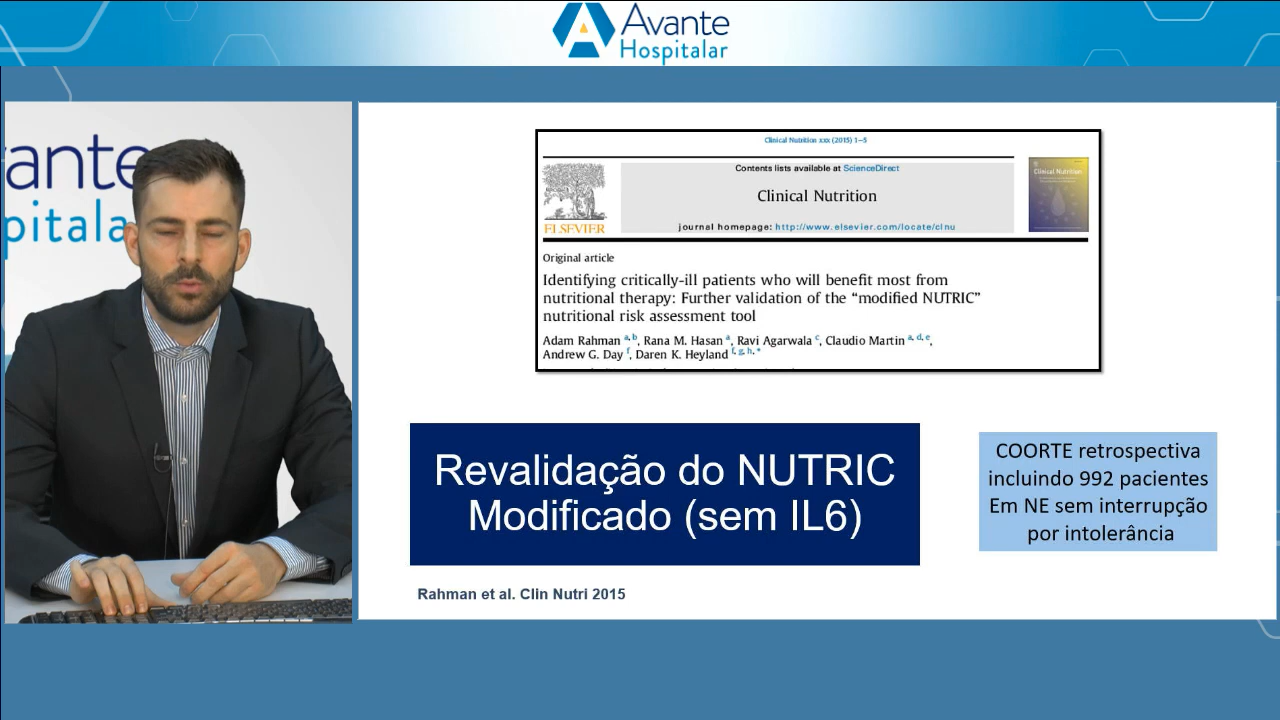 Avante
Hospitalar
vante
spitala
Clinical Nutrition xxx (2015) 1–5
Contents lists available at ScienceDirect
Clinical Nutrition
journal homepage: http://www.elsevier.com/locate/clnu
ELSEVIER
Clinical Nutrition
Original article
Identifying critically-ill patients who will benefit most from
nutritional therapy: Further validation of the “modified NUTRIC”
nutritional risk assessment tool
Adam Rahman a, b, Rana M. Hasan a, Ravi Agarwala c, Claudio Martin a, d, e,
Andrew G. Day f, Daren K. Heyland f, g, h, *
Revalidação do NUTRIC
Modificado (sem IL6)
COORTE retrospectiva
incluindo 992 pacientes
Em NE sem interrupção
por intolerância
Rahman et al. Clin Nutri 2015